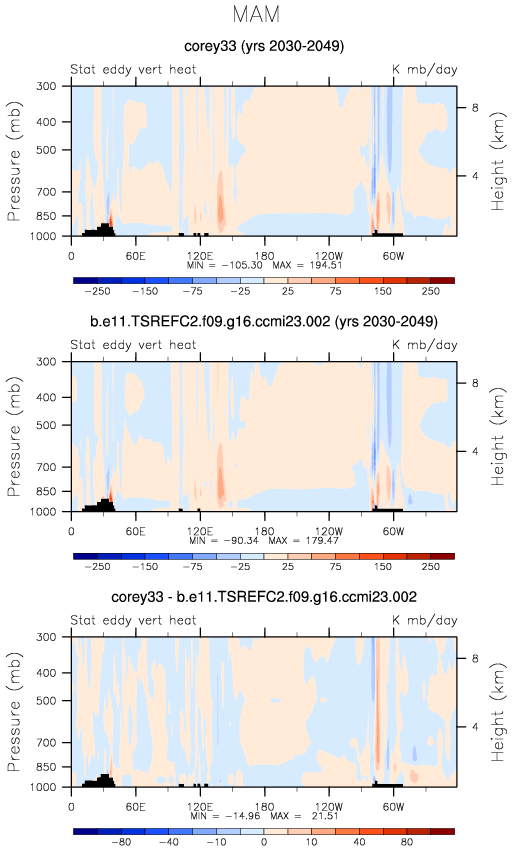 MAM
corey33 (yrs 2030-2049)
Stat eddy vert heat K mb/day
300
400
500
700
850
1000
Pressure (mb)
8
4
Height (km)
0 60E 120E 180 120W 60W
MIN = -105.30 MAX = 194.51
-250 -150 -75 -25 25 75 150 250
b.e11.TSREFC2.f09.g16.ccmi23.002 (yrs 2030-2049)
Stat eddy vert heat K mb/day
300
400
500
700
850
1000
Pressure (mb)
8
4
Height (km)
0 60E 120E 180 120W 60W
MIN = -90.34 MAX = 179.47
-250 -150 -75 -25 25 75 150 250
corey33 - b.e11.TSREFC2.f09.g16.ccmi23.002
Stat eddy vert heat K mb/day
300
400
500
700
850
1000
Pressure (mb)
8
4
Height (km)
0 60E 120E 180 120W 60W
MIN = -14.96 MAX = 21.51
-80 -40 -10 0 10 40 80